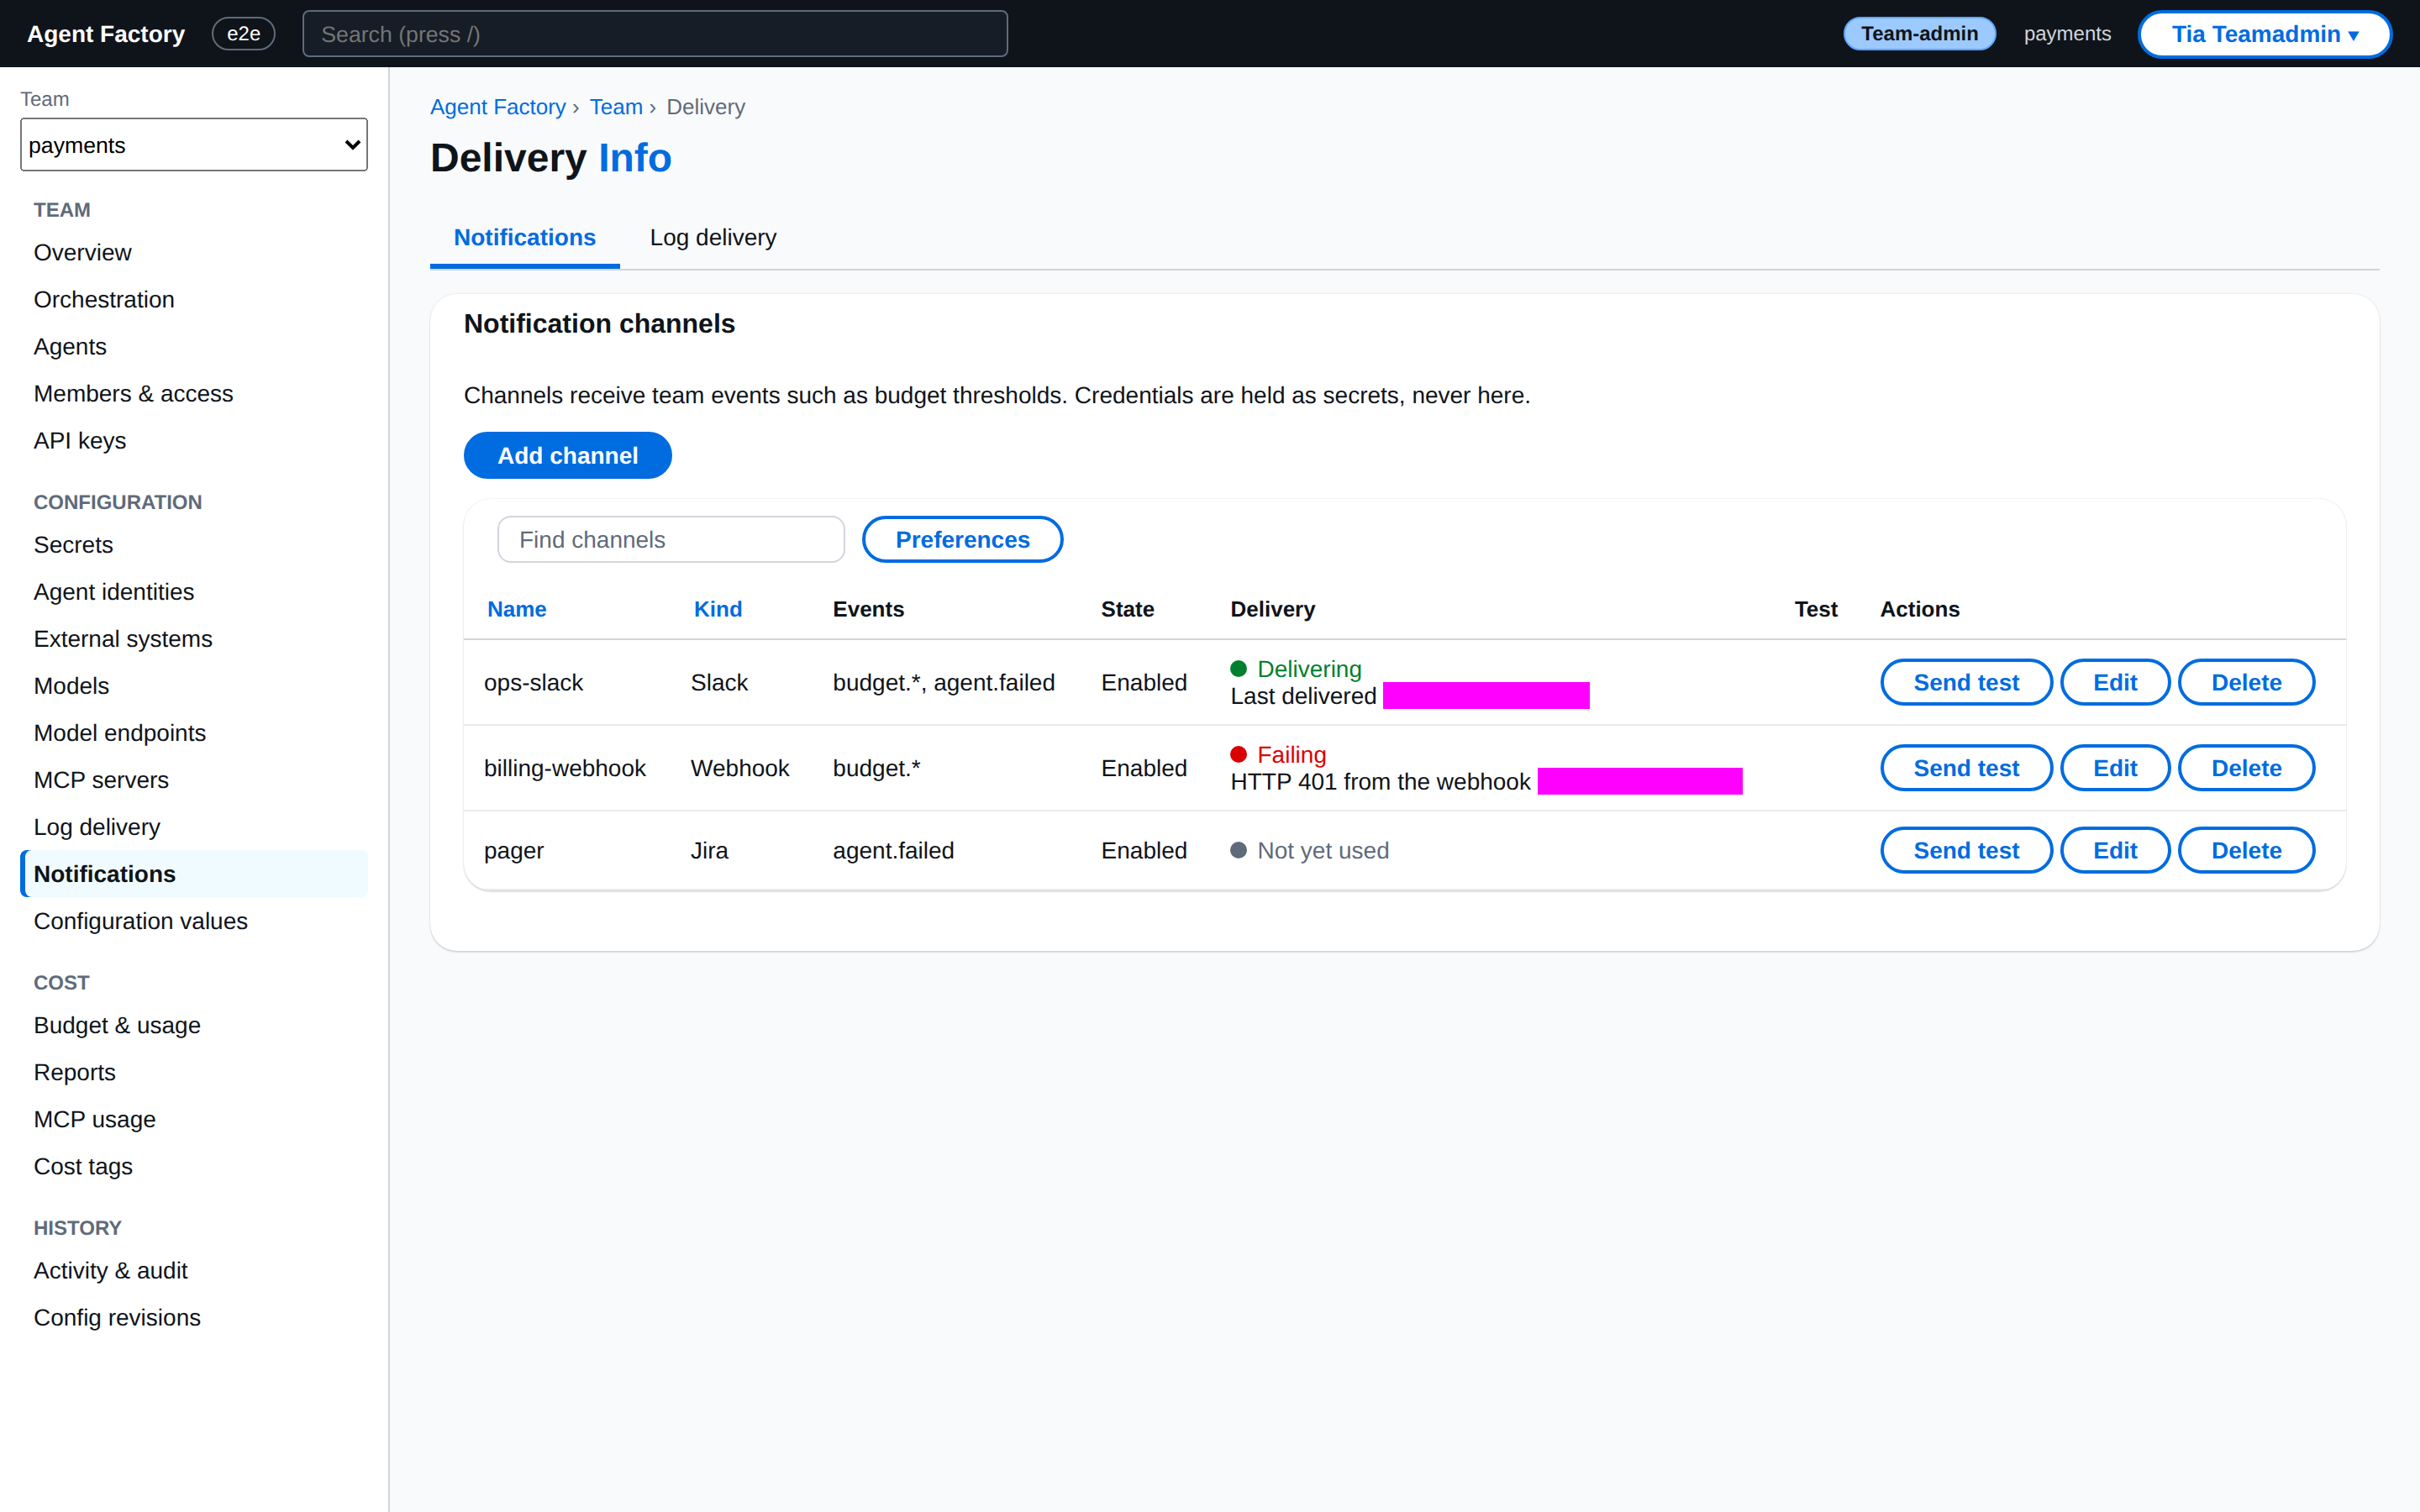 Agent Factory e2e Search (press /) Team-admin payments Tia Teamadmin ▾
Team
payments
TEAM
Overview
Orchestration
Agents
Members & access
API keys
CONFIGURATION
Secrets
Agent identities
External systems
Models
Model endpoints
MCP servers
Log delivery
Notifications
Configuration values
COST
Budget & usage
Reports
MCP usage
Cost tags
HISTORY
Activity & audit
Config revisions
Agent Factory › Team › Delivery
Delivery Info
Notifications Log delivery
Notification channels
Channels receive team events such as budget thresholds. Credentials are held as secrets, never here.
Add channel
Find channels Preferences
Name Kind Events State Delivery Test Actions
ops-slack Slack budget.*, agent.failed Enabled Delivering Send test Edit Delete
Last delivered
billing-webhook Webhook budget.* Enabled Failing Send test Edit Delete
HTTP 401 from the webhook
pager Jira agent.failed Enabled Not yet used Send test Edit Delete